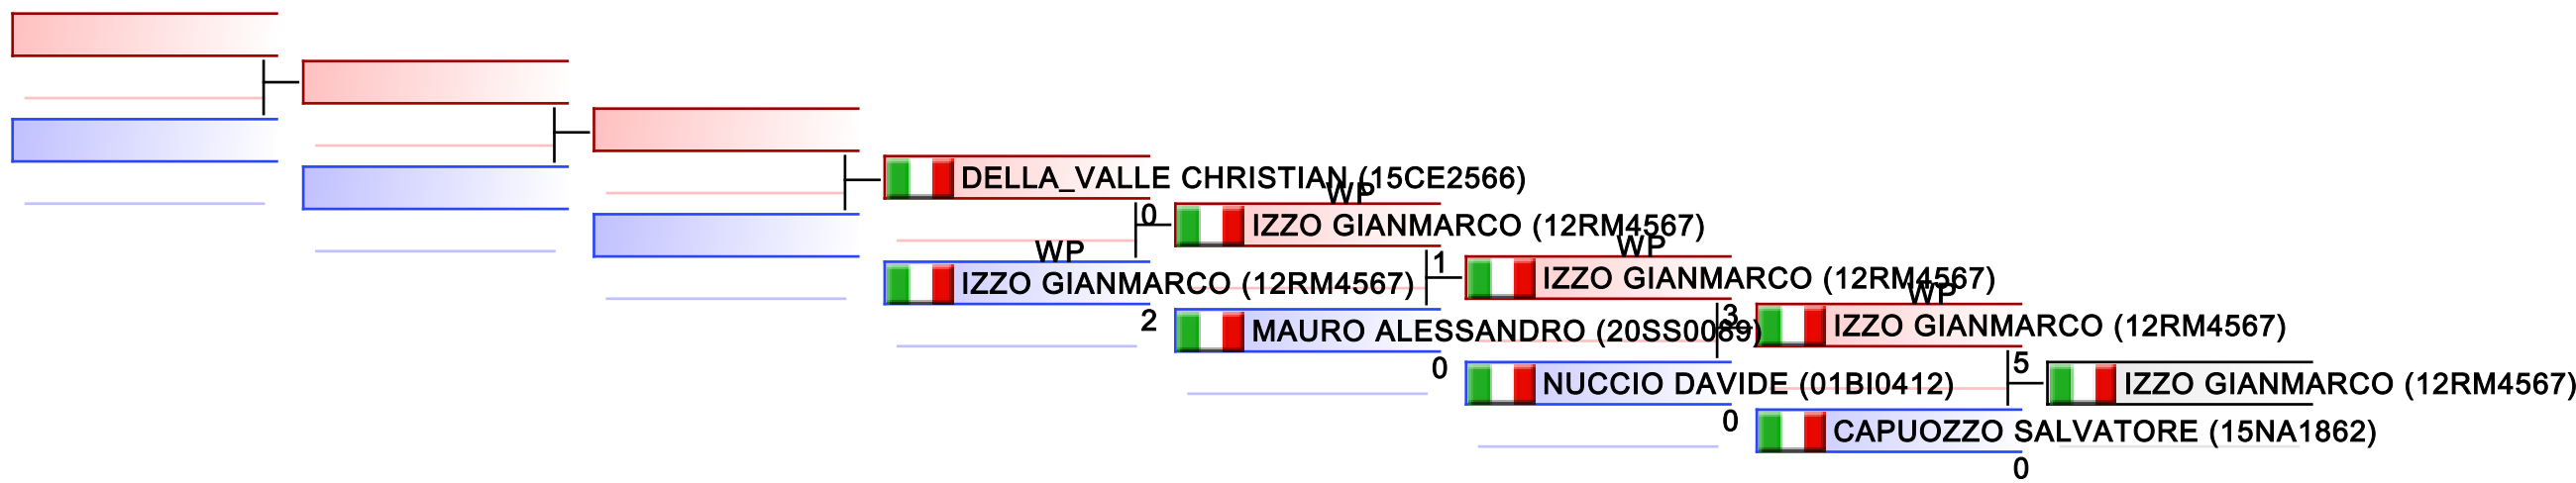 DELLA_VALLE CHRISTIAN (15CE2566)
WP
0
IZZO GIANMARCO (12RM4567)
WP
WP
IZZO GIANMARCO (12RM4567)
1
IZZO GIANMARCO (12RM4567)
WP
2
MAURO ALESSANDRO (20SS0089)
3
IZZO GIANMARCO (12RM4567)
0
NUCCIO DAVIDE (01BI0412)
5
IZZO GIANMARCO (12RM4567)
0
CAPUOZZO SALVATORE (15NA1862)
0